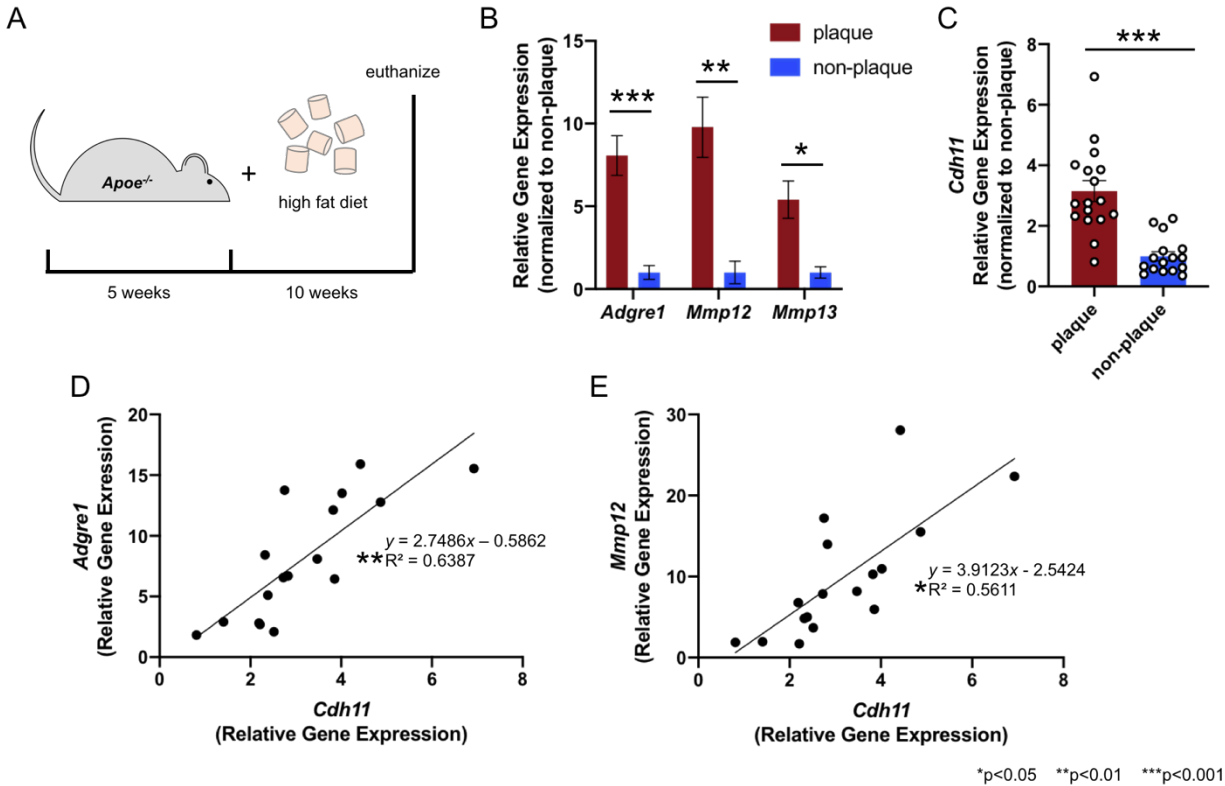 A
euthanize
Apoe-/-
+
high fat diet
5 weeks
10 weeks
B
Relative Gene Expression
(normalized to non-plaque)
15
10
5
0
plaque
non-plaque
***
**
*
Adgre1
Mmp12
Mmp13
C
Cdh11
Relative Gene Expression
(normalized to non-plaque)
8
6
4
2
0
***
plaque
non-plaque
D
Adgre1
(Relative Gene Exression)
20
15
10
5
0
y = 2.7486x – 0.5862
**R² = 0.6387
0 2 4 6 8
Cdh11
(Relative Gene Expression)
E
Mmp12
(Relative Gene Expression)
30
20
10
0
y = 3.9123x - 2.5424
*R² = 0.5611
0 2 4 6 8
Cdh11
(Relative Gene Expression)
*p<0.05 **p<0.01 ***p<0.001